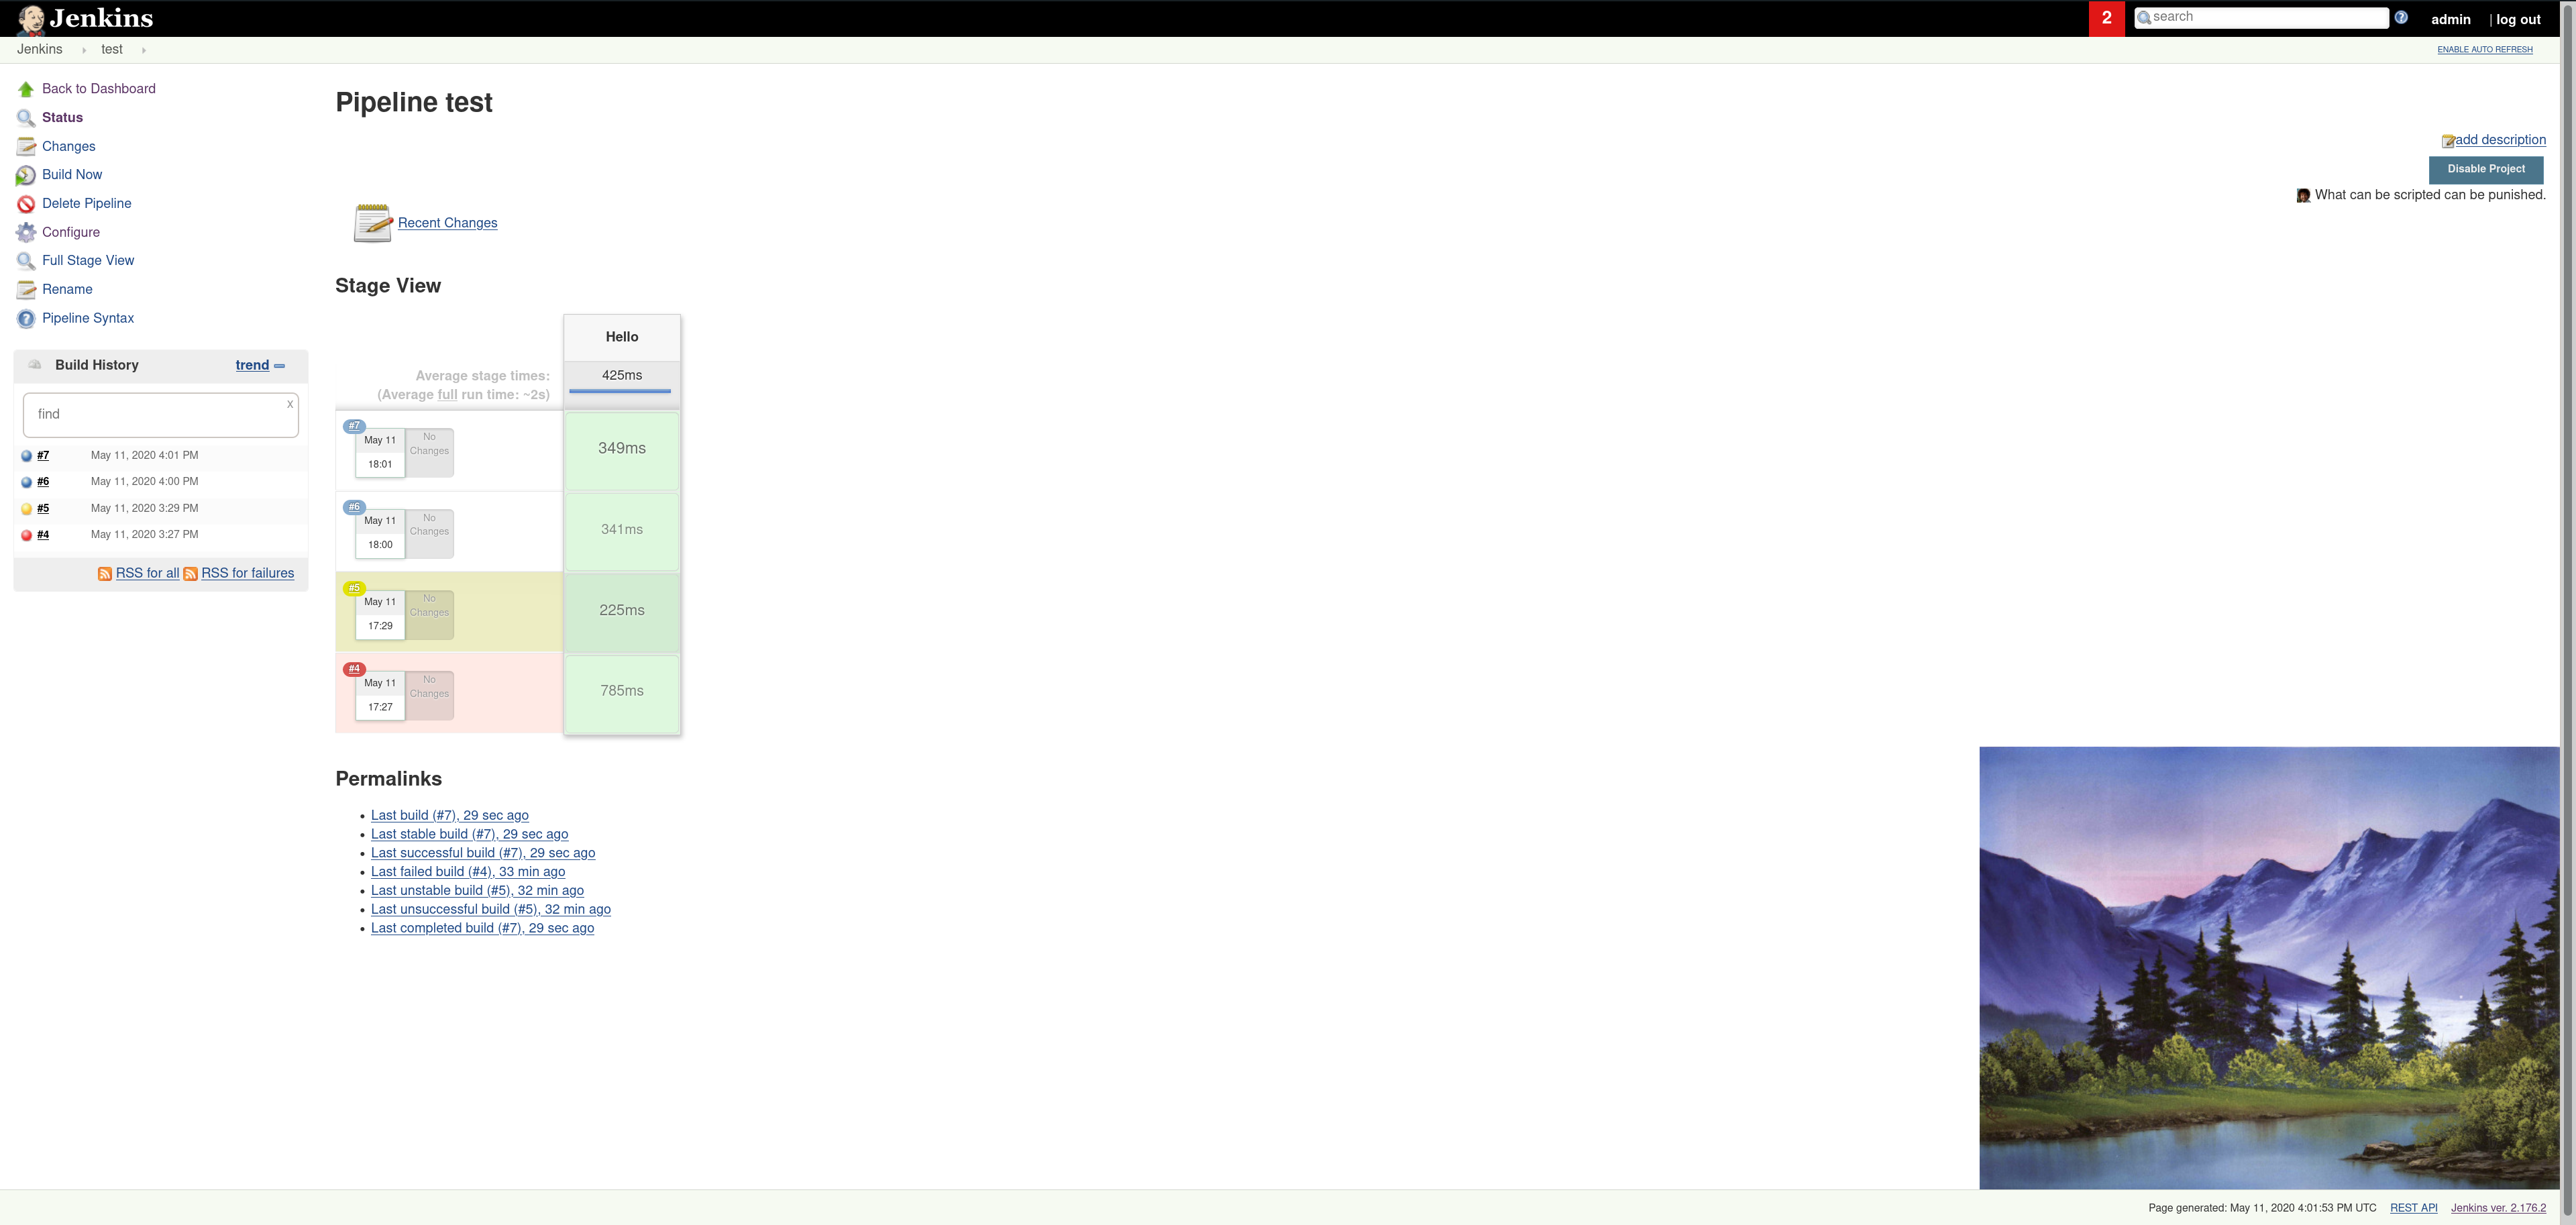 Jenkins
2
search
admin
| log out
Jenkins
test
ENABLE AUTO REFRESH
Back to Dashboard
Status
Changes
Build Now
Delete Pipeline
Configure
Full Stage View
Rename
Pipeline Syntax
Build History
trend
find
x
#7 May 11, 2020 4:01 PM
#6 May 11, 2020 4:00 PM
#5 May 11, 2020 3:29 PM
#4 May 11, 2020 3:27 PM
RSS for all RSS for failures
Pipeline test
add description
Disable Project
What can be scripted can be punished.
Recent Changes
Stage View
Hello
Average stage times:
(Average full run time: ~2s)
425ms
#7
May 11
18:01
No
Changes
349ms
#6
May 11
18:00
No
Changes
341ms
#5
May 11
17:29
No
Changes
225ms
#4
May 11
17:27
No
Changes
785ms
Permalinks
Last build (#7), 29 sec ago
Last stable build (#7), 29 sec ago
Last successful build (#7), 29 sec ago
Last failed build (#4), 33 min ago
Last unstable build (#5), 32 min ago
Last unsuccessful build (#5), 32 min ago
Last completed build (#7), 29 sec ago
Page generated: May 11, 2020 4:01:53 PM UTC
REST API
Jenkins ver. 2.176.2